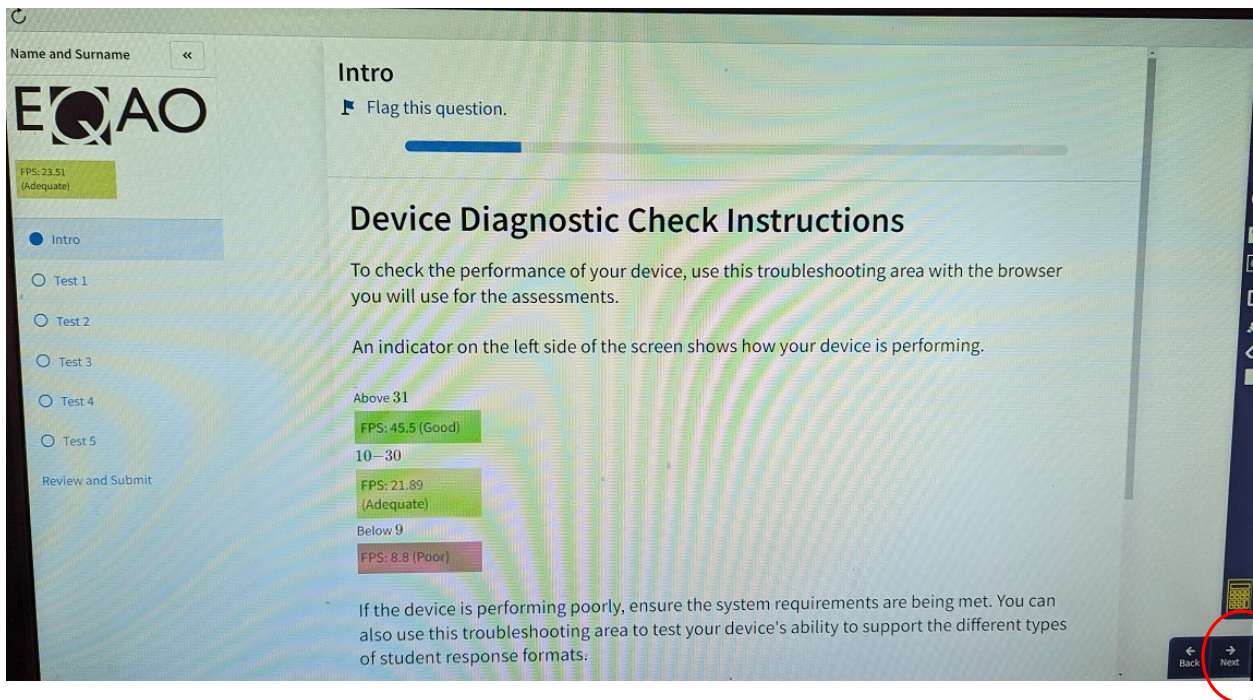 Name and Surname
«
EQAO
FPS: 23.51
(Adequate)
Intro
Test 1
Test 2
Test 3
Test 4
Test 5
Review and Submit
Intro
Flag this question.
Device Diagnostic Check Instructions
To check the performance of your device, use this troubleshooting area with the browser
you will use for the assessments.
An indicator on the left side of the screen shows how your device is performing.
Above 31
FPS: 45.5 (Good)
10–30
FPS: 21.89
(Adequate)
Below 9
FPS: 8.8 (Poor)
If the device is performing poorly, ensure the system requirements are being met. You can
also use this troubleshooting area to test your device's ability to support the different types
of student response formats.
Back
Next